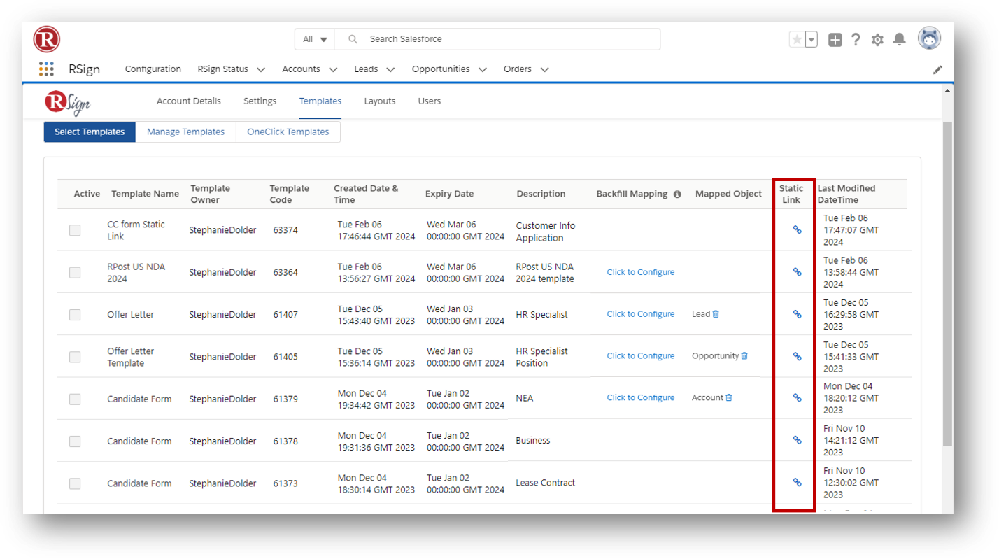 R
All
Search Salesforce
RSign
Configuration
RSign Status
Accounts
Leads
Opportunities
Orders
RSign
Account Details
Settings
Templates
Layouts
Users
Select Templates
Manage Templates
OneClick Templates
Active
Template Name
Template
Owner
Template
Code
Created Date &
Time
Expiry Date
Description
Backfill Mapping
Mapped Object
Static
Link
Last Modified
DateTime
CC form Static
Link
StephanieDolder
63374
Tue Feb 06
17:46:44 GMT 2024
Wed Mar 06
00:00:00 GMT 2024
Customer Info
Application
Tue Feb 06
17:47:07 GMT
2024
RPost US NDA
2024
StephanieDolder
63364
Tue Feb 06
13:56:27 GMT 2024
Wed Mar 06
00:00:00 GMT 2024
RPost US NDA
2024 template
Click to Configure
Tue Feb 06
13:58:44 GMT
2024
Offer Letter
StephanieDolder
61407
Tue Dec 05
15:43:40 GMT 2023
Wed Jan 03
00:00:00 GMT 2024
HR Specialist
Click to Configure
Lead
Tue Dec 05
16:29:58 GMT
2023
Offer Letter
Template
StephanieDolder
61405
Tue Dec 05
15:36:14 GMT 2023
Wed Jan 03
00:00:00 GMT 2024
HR Specialist
Position
Click to Configure
Opportunity
Tue Dec 05
15:41:33 GMT
2023
Candidate Form
StephanieDolder
61379
Mon Dec 04
19:34:42 GMT 2023
Tue Jan 02
00:00:00 GMT 2024
NEA
Click to Configure
Account
Mon Dec 04
18:20:12 GMT
2023
Candidate Form
StephanieDolder
61378
Mon Dec 04
19:31:36 GMT 2023
Tue Jan 02
00:00:00 GMT 2024
Business
Fri Nov 10
14:21:12 GMT
2023
Candidate Form
StephanieDolder
61373
Mon Dec 04
18:30:14 GMT 2023
Tue Jan 02
00:00:00 GMT 2024
Lease Contract
Fri Nov 10
12:30:02 GMT
2023